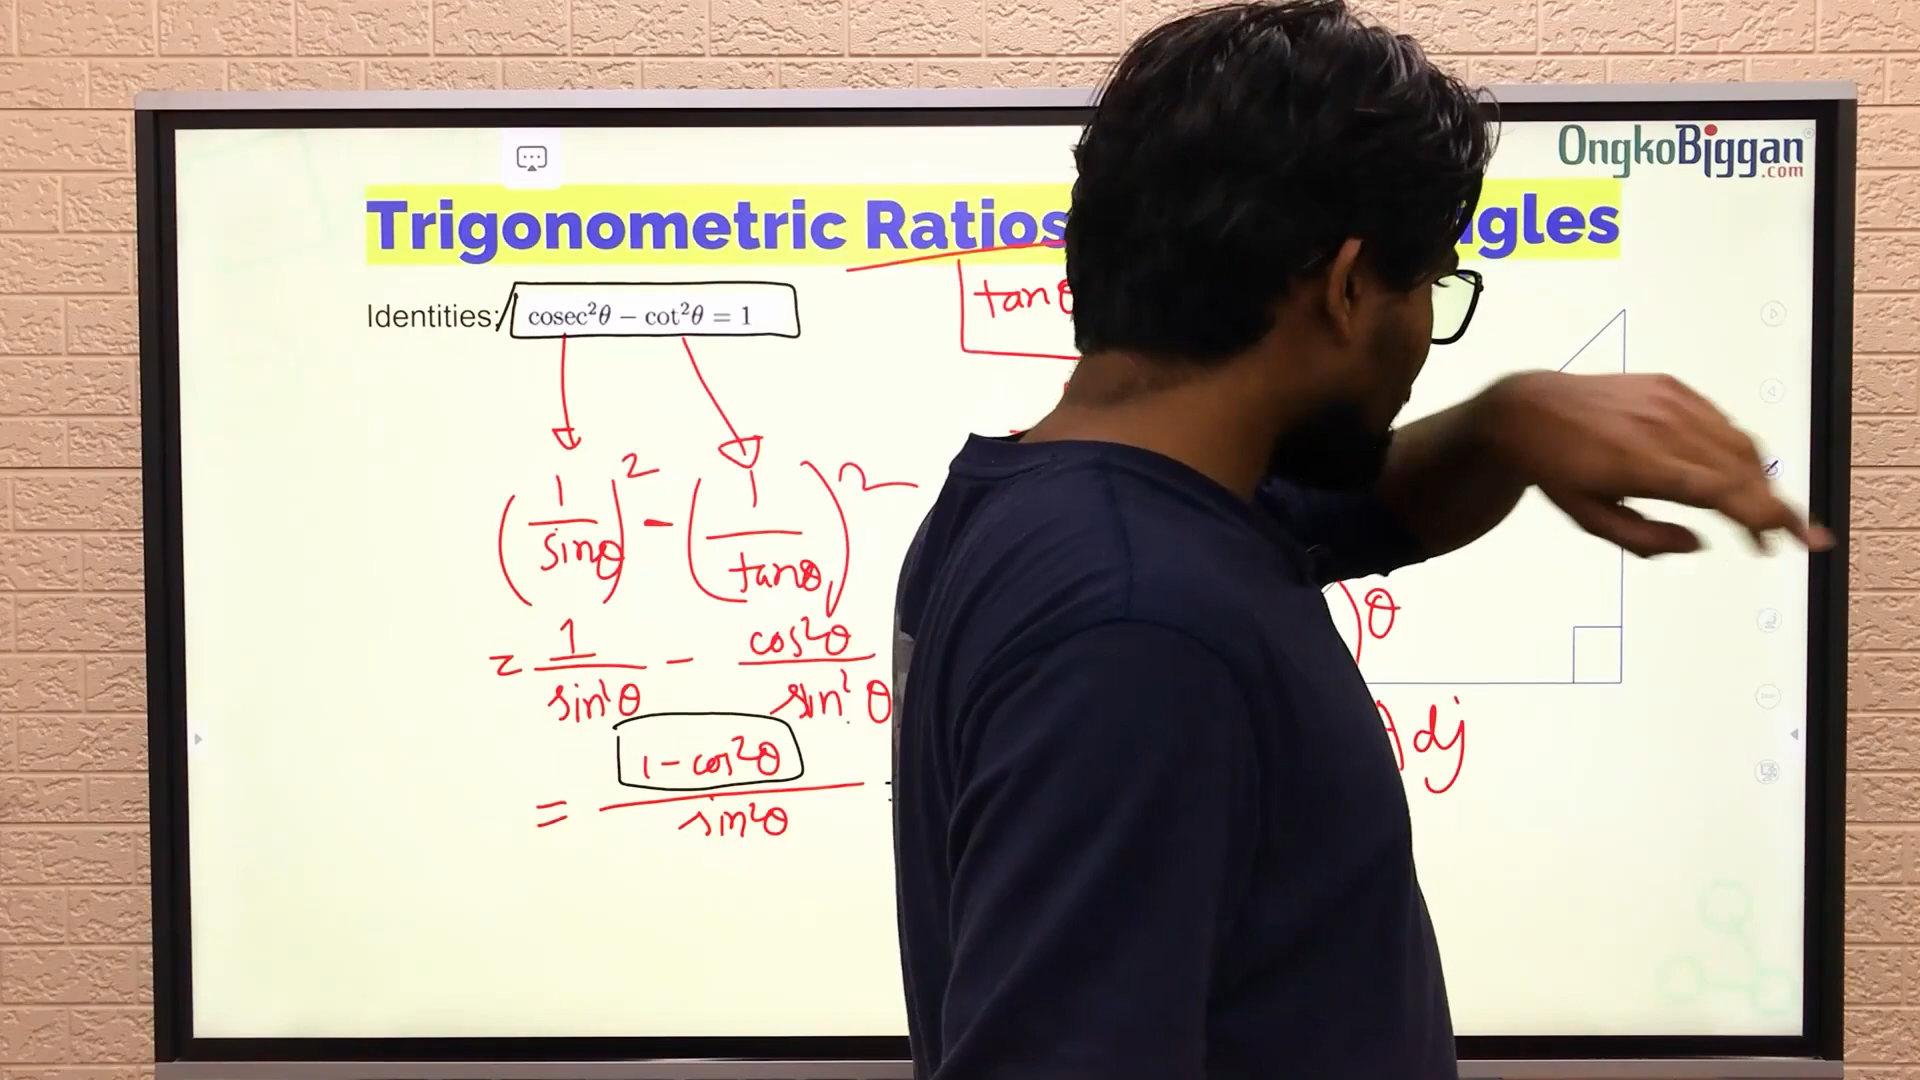 OngkoBiggan
.com
Trigonometric Ratios
Identities: cosec²θ − cot²θ = 1
tan θ
(1/sinθ)² − (1/tanθ)²
= 1/sin²θ − cos²θ/sin²θ
= 1 − cos²θ/sin²θ
θ
Adj